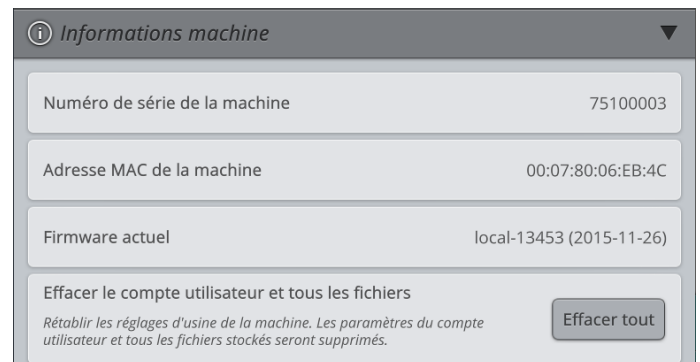 Informations machine
Numéro de série de la machine 75100003
Adresse MAC de la machine 00:07:80:06:EB:4C
Firmware actuel local-13453 (2015-11-26)
Effacer le compte utilisateur et tous les fichiers
Rétablir les réglages d'usine de la machine. Les paramètres du compte
utilisateur et tous les fichiers stockés seront supprimés.
Effacer tout